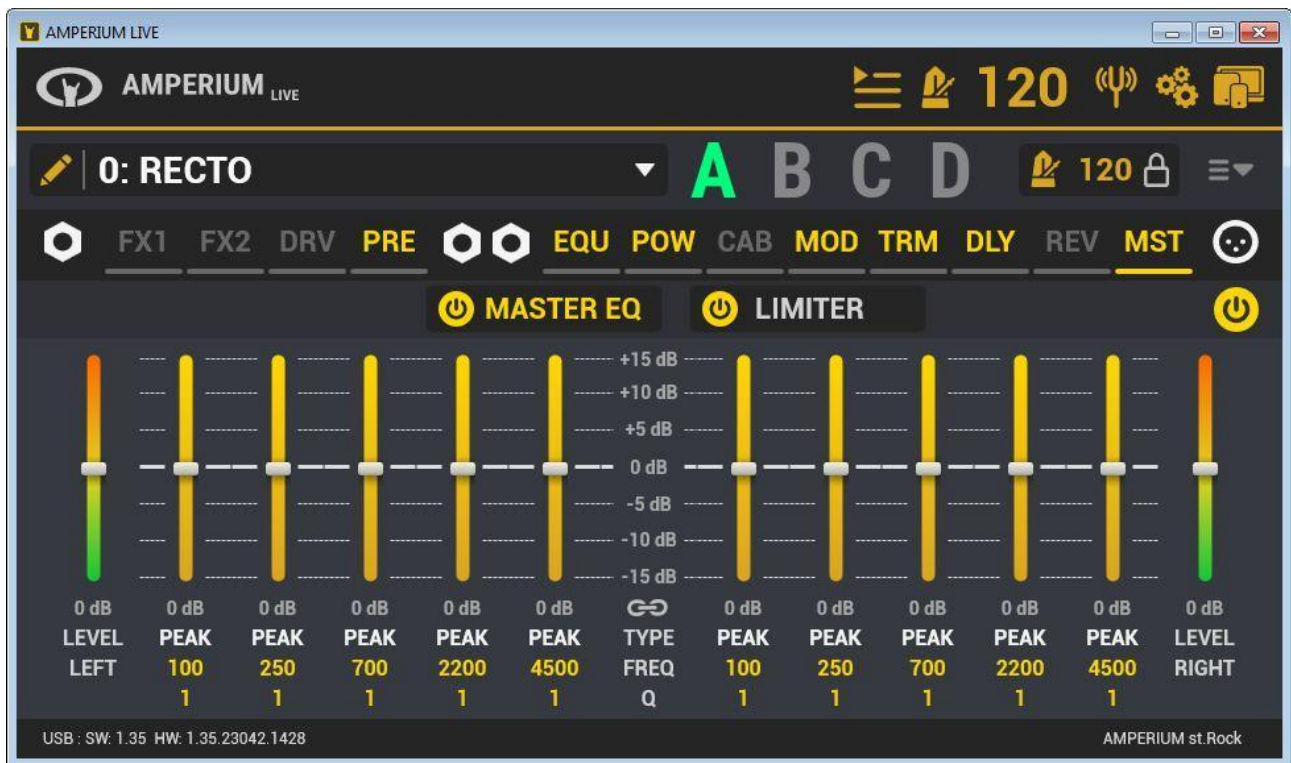 AMPERIUM LIVE
AMPERIUM LIVE 120
0: RECTO A B C D 120
FX1 FX2 DRV PRE EQU POW CAB MOD TRM DLY REV MST
MASTER EQ LIMITER
+15 dB
+10 dB
+5 dB
0 dB
-5 dB
-10 dB
-15 dB
0 dB 0 dB 0 dB 0 dB 0 dB 0 dB 0 dB 0 dB 0 dB 0 dB 0 dB 0 dB
LEVEL PEAK PEAK PEAK PEAK PEAK TYPE PEAK PEAK PEAK PEAK PEAK LEVEL
LEFT 100 250 700 2200 4500 FREQ 100 250 700 2200 4500 RIGHT
1 1 1 1 1 Q 1 1 1 1 1
USB : SW: 1.35 HW: 1.35.23042.1428 AMPERIUM st.Rock